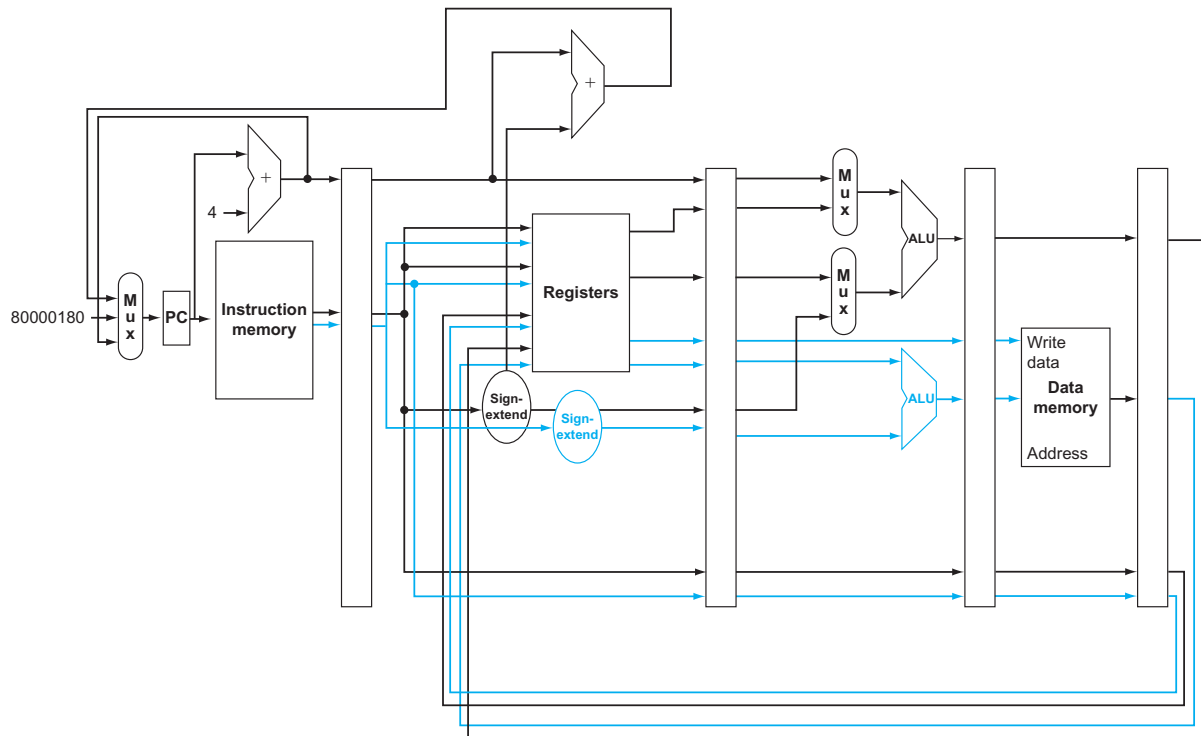 +
+
4
M
u
x
M
u
x
M
u
x
ALU
80000180
PC
Instruction
memory
Registers
Write
data
Data
memory
Address
Sign-
extend
Sign-
extend
ALU